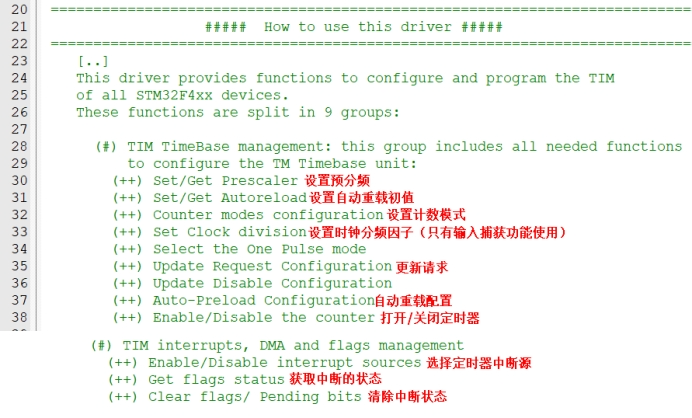 20 ===========================================================================
21 ##### How to use this driver #####
22 ===========================================================================
23 [..]
24 This driver provides functions to configure and program the TIM
25 of all STM32F4xx devices.
26 These functions are split in 9 groups:
27
28 (#) TIM TimeBase management: this group includes all needed functions
29 to configure the TM Timebase unit:
30 (++) Set/Get Prescaler 设置预分频
31 (++) Set/Get Autoreload 设置自动重载初值
32 (++) Counter modes configuration 设置计数模式
33 (++) Set Clock division 设置时钟分频因子（只有输入捕获功能使用）
34 (++) Select the One Pulse mode
35 (++) Update Request Configuration 更新请求
36 (++) Update Disable Configuration
37 (++) Auto-Preload Configuration 自动重载配置
38 (++) Enable/Disable the counter 打开/关闭定时器
(#) TIM interrupts, DMA and flags management
(++) Enable/Disable interrupt sources 选择定时器中断源
(++) Get flags status 获取中断的状态
(++) Clear flags/ Pending bits 清除中断状态